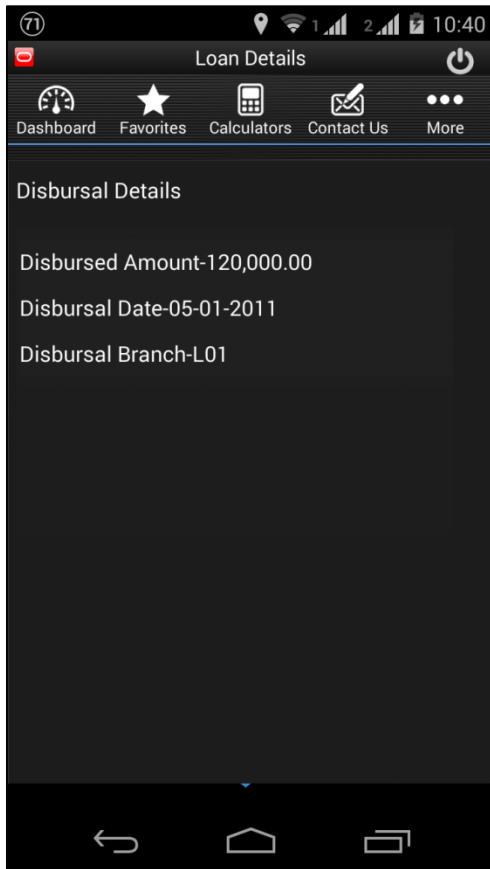 71 1 2 10:40
Loan Details
Dashboard Favorites Calculators Contact Us More
Disbursal Details
Disbursed Amount-120,000.00
Disbursal Date-05-01-2011
Disbursal Branch-L01